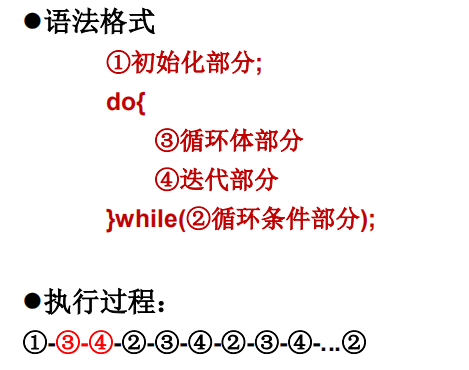 ●语法格式
①初始化部分;
do{
③循环体部分
④迭代部分
}while(②循环条件部分);
●执行过程：
①-③-④-②-③-④-②-③-④-...②